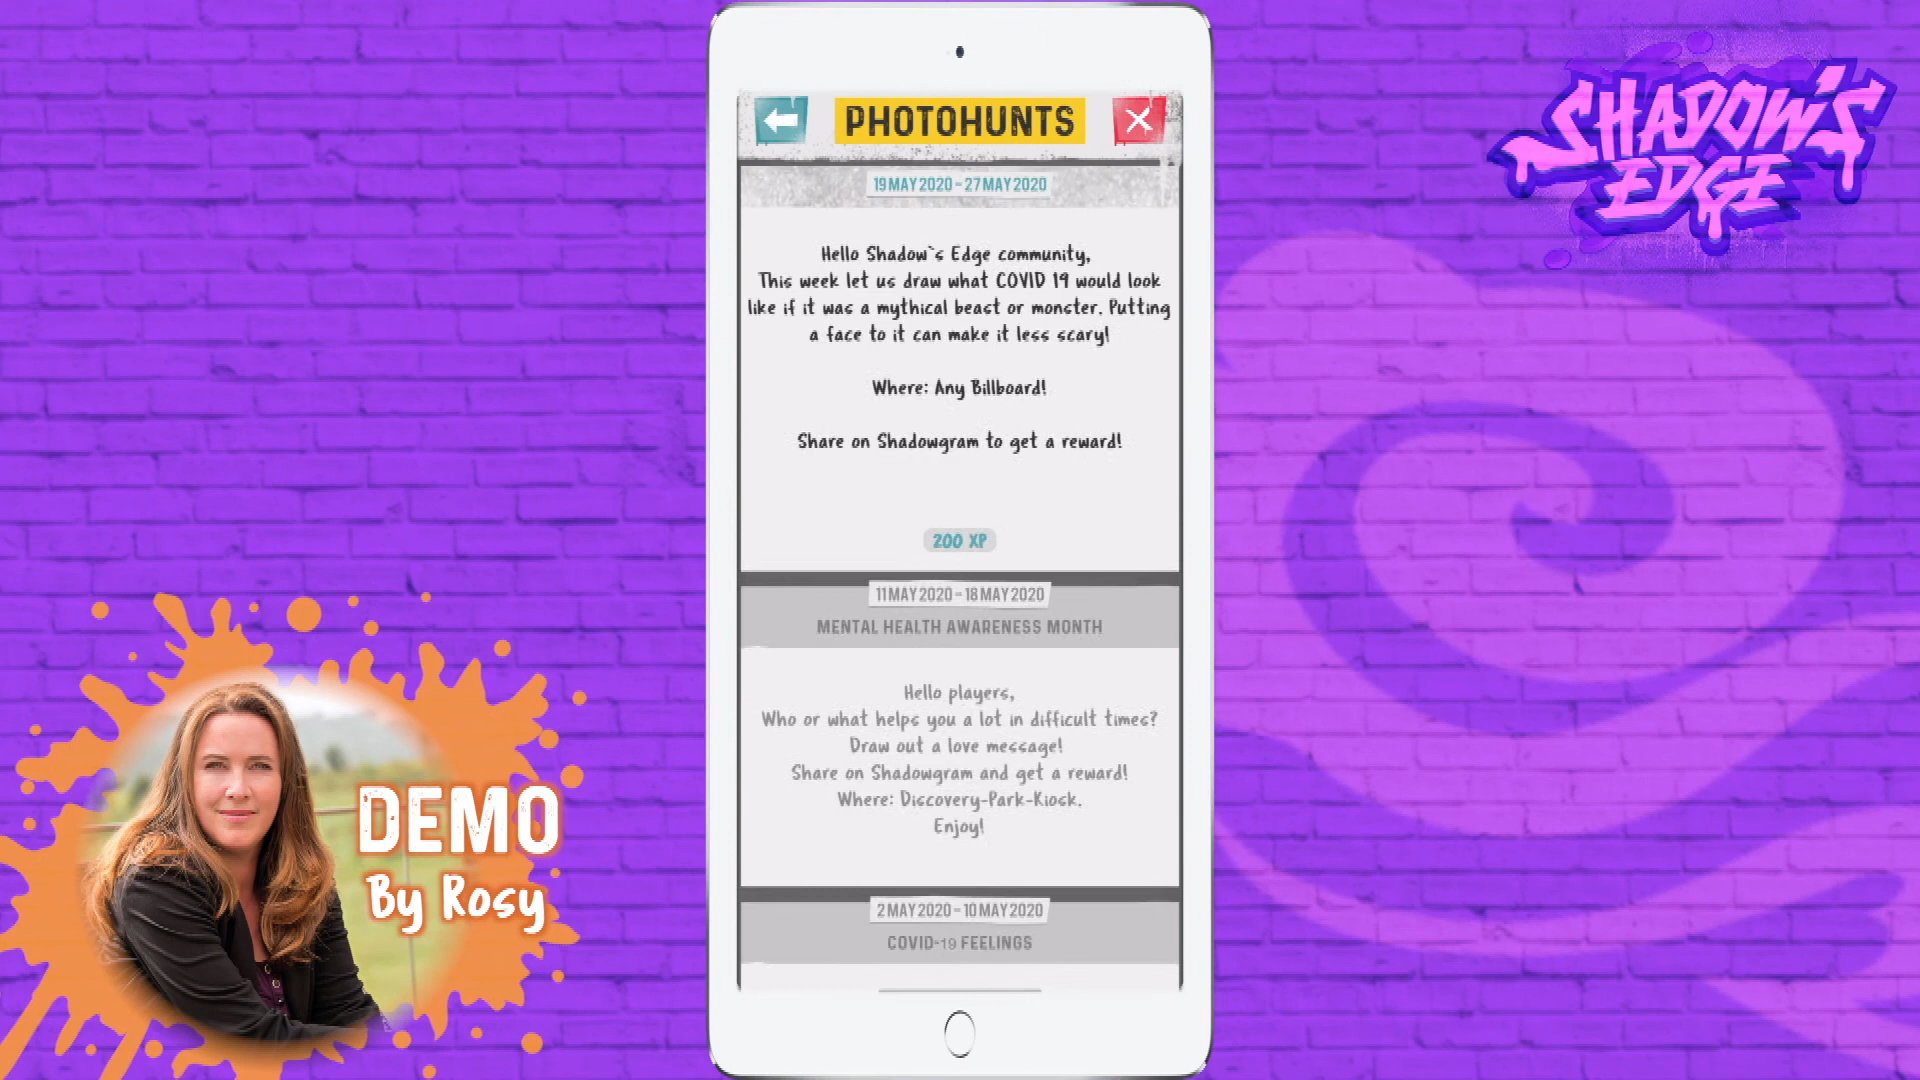 PHOTOHUNTS
19 MAY 2020 - 27 MAY 2020
Hello Shadow`s Edge community,
This week let us draw what COVID 19 would look
like if it was a mythical beast or monster. Putting
a face to it can make it less scary!
Where: Any Billboard!
Share on Shadowgram to get a reward!
200 XP
11 MAY 2020 - 18 MAY 2020
MENTAL HEALTH AWARENESS MONTH
Hello players,
Who or what helps you a lot in difficult times?
Draw out a love message!
Share on Shadowgram and get a reward!
Where: Discovery-Park-Kiosk.
Enjoy!
2 MAY 2020 - 10 MAY 2020
COVID-19 FEELINGS
SHADOW'S
EDGE
DEMO
By Rosy